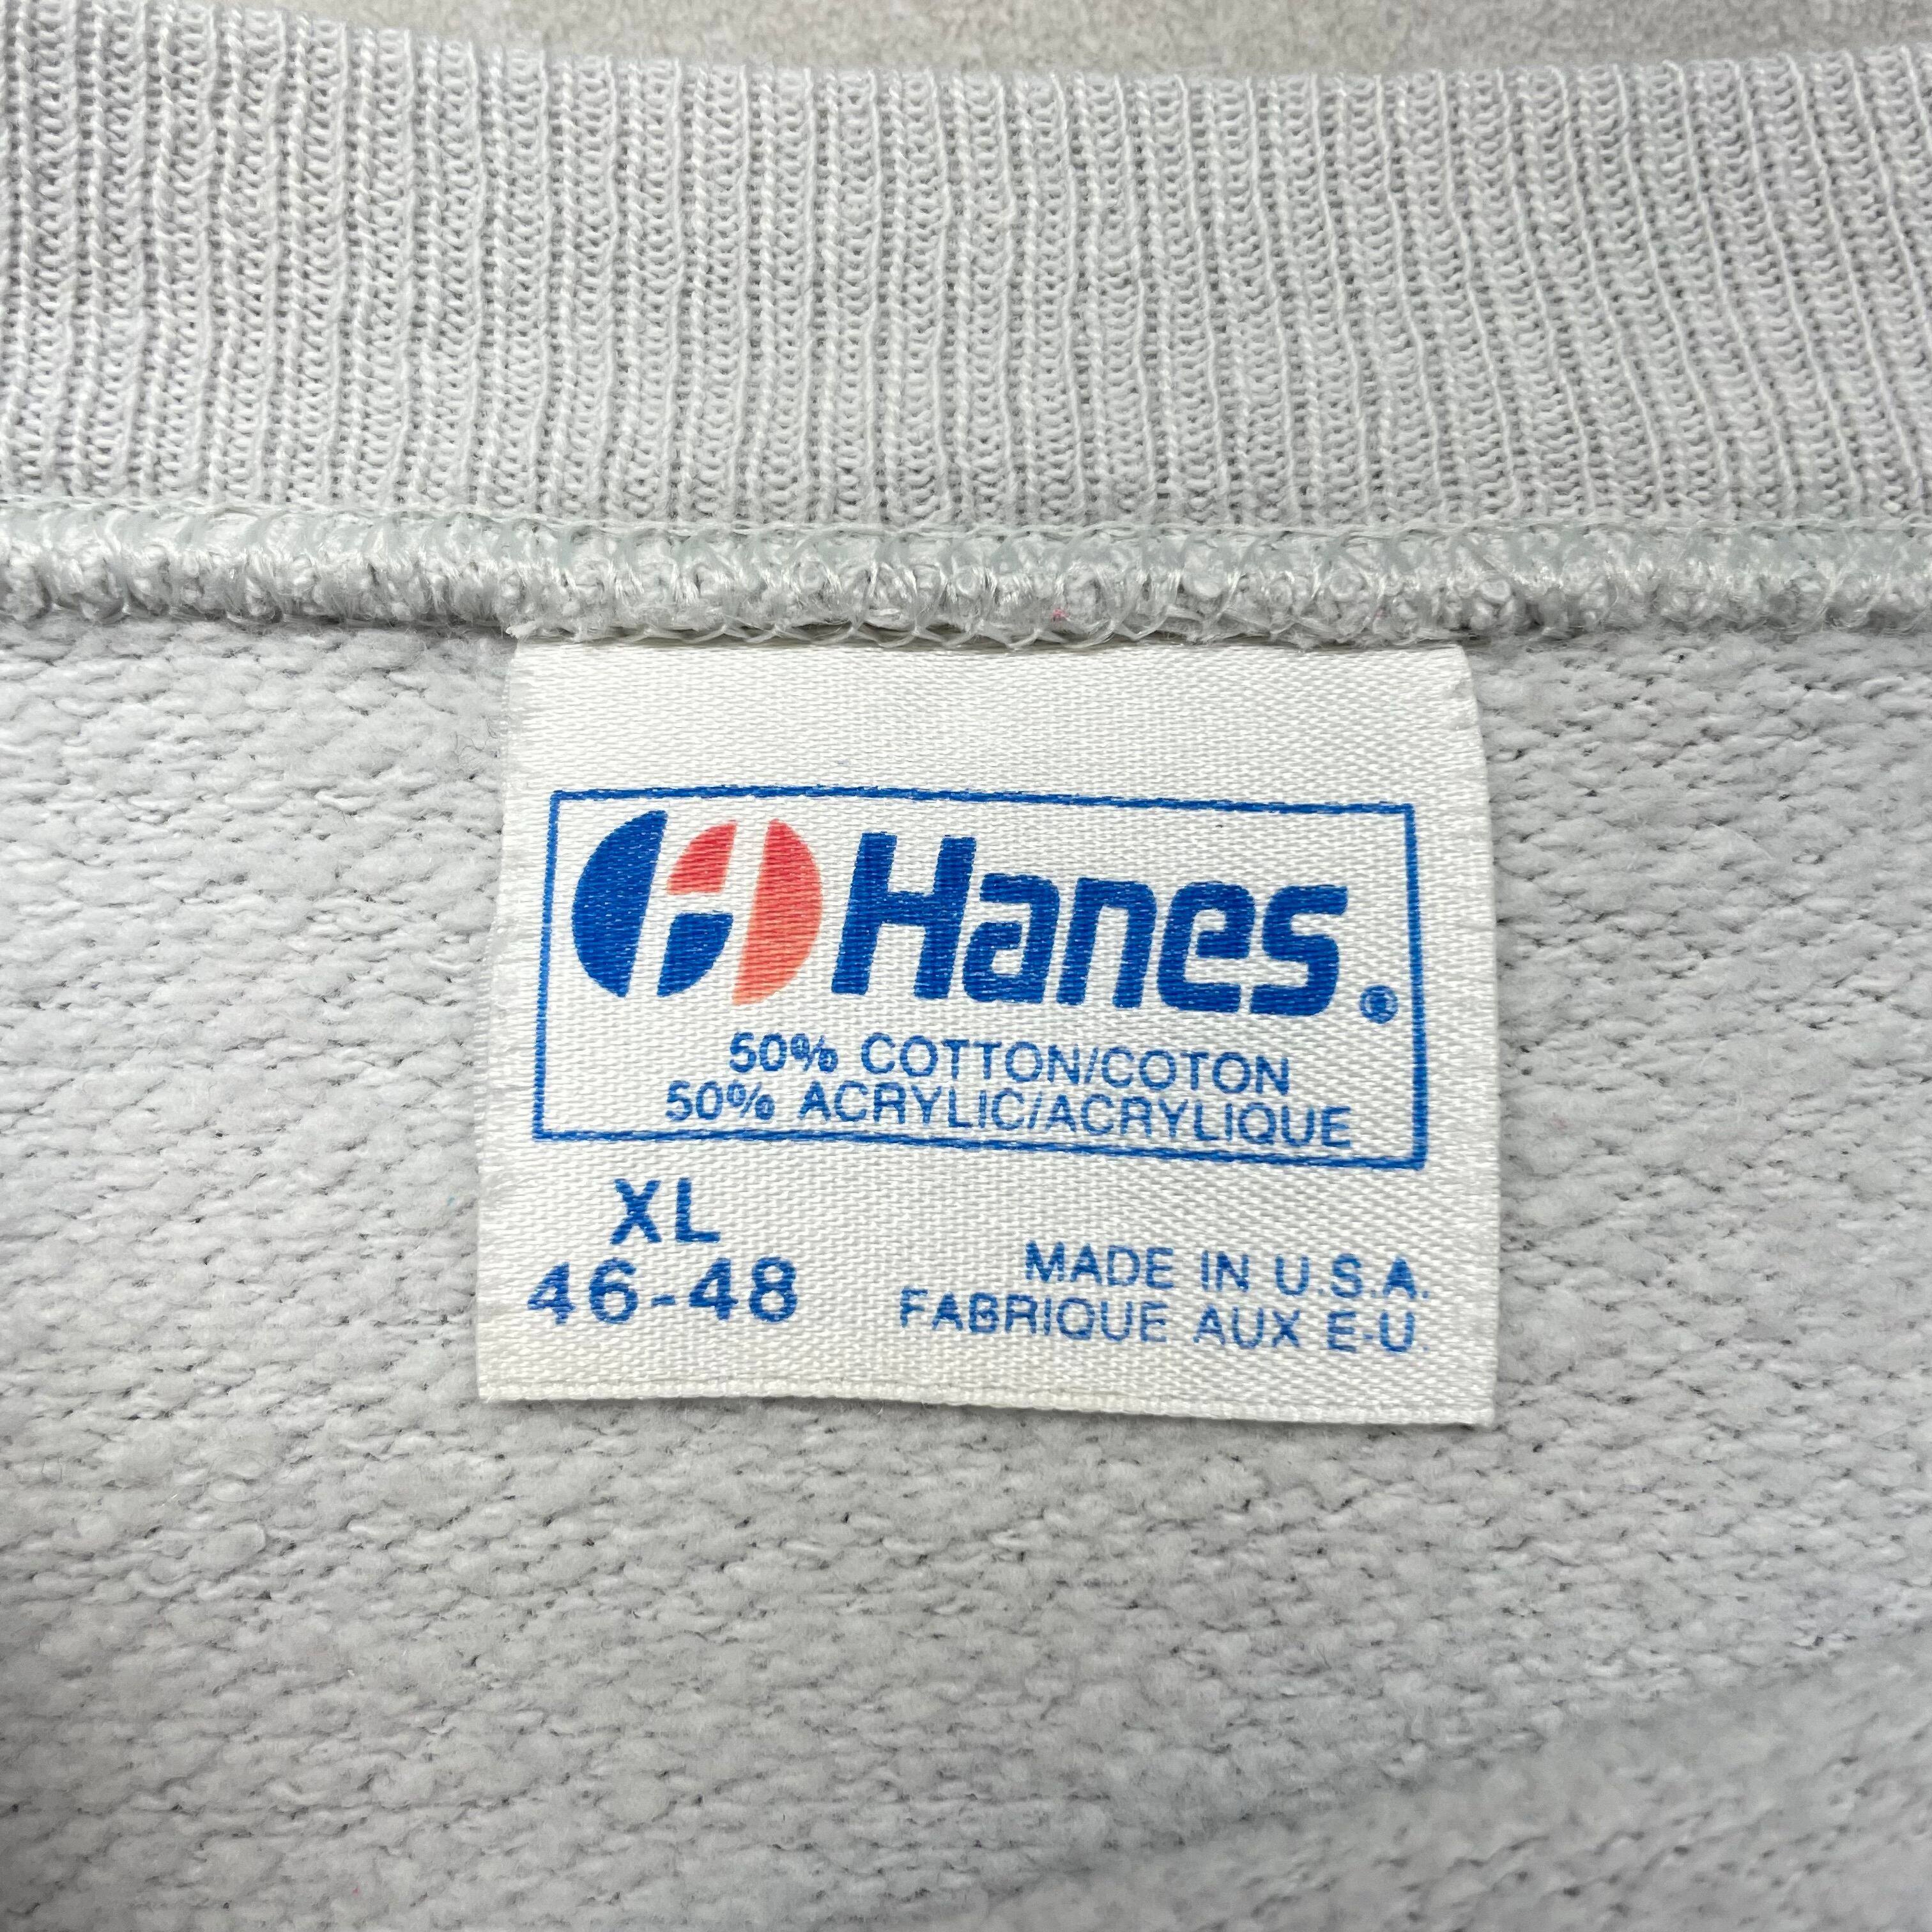 Hanes®
50% COTTON/COTON
50% ACRYLIC/ACRYLIQUE
XL
46-48
MADE IN U.S.A.
FABRIQUE AUX E-U.